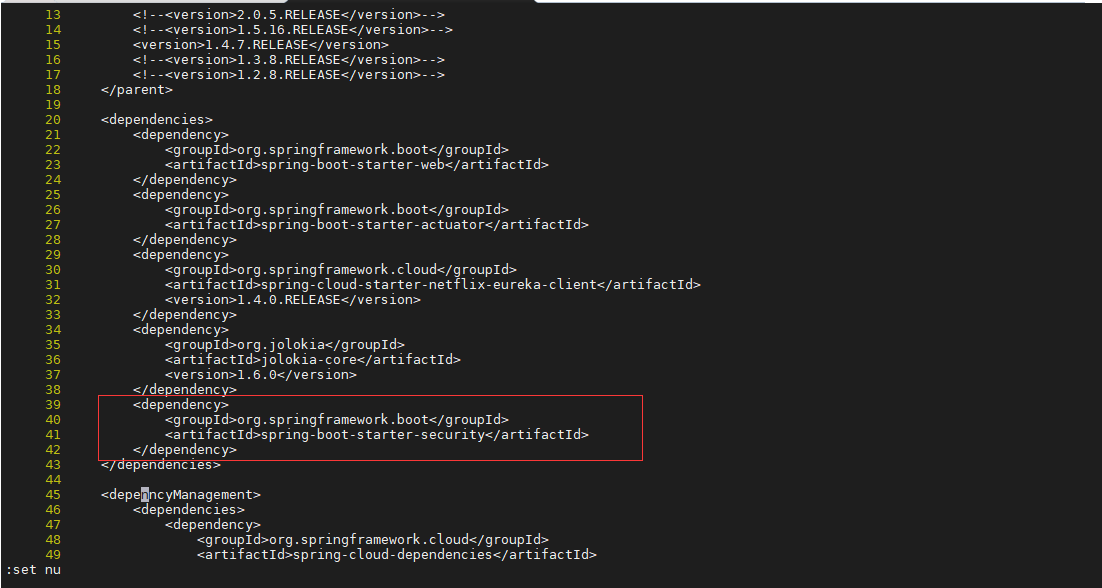 13         <!--<version>2.0.5.RELEASE</version>-->
14         <!--<version>1.5.16.RELEASE</version>-->
15         <version>1.4.7.RELEASE</version>
16         <!--<version>1.3.8.RELEASE</version>-->
17         <!--<version>1.2.8.RELEASE</version>-->
18     </parent>
19
20     <dependencies>
21         <dependency>
22             <groupId>org.springframework.boot</groupId>
23             <artifactId>spring-boot-starter-web</artifactId>
24         </dependency>
25         <dependency>
26             <groupId>org.springframework.boot</groupId>
27             <artifactId>spring-boot-starter-actuator</artifactId>
28         </dependency>
29         <dependency>
30             <groupId>org.springframework.cloud</groupId>
31             <artifactId>spring-cloud-starter-netflix-eureka-client</artifactId>
32             <version>1.4.0.RELEASE</version>
33         </dependency>
34         <dependency>
35             <groupId>org.jolokia</groupId>
36             <artifactId>jolokia-core</artifactId>
37             <version>1.6.0</version>
38         </dependency>
39         <dependency>
40             <groupId>org.springframework.boot</groupId>
41             <artifactId>spring-boot-starter-security</artifactId>
42         </dependency>
43     </dependencies>
44
45     <depenncyManagement>
46         <dependencies>
47             <dependency>
48                 <groupId>org.springframework.cloud</groupId>
49                 <artifactId>spring-cloud-dependencies</artifactId>
:set nu